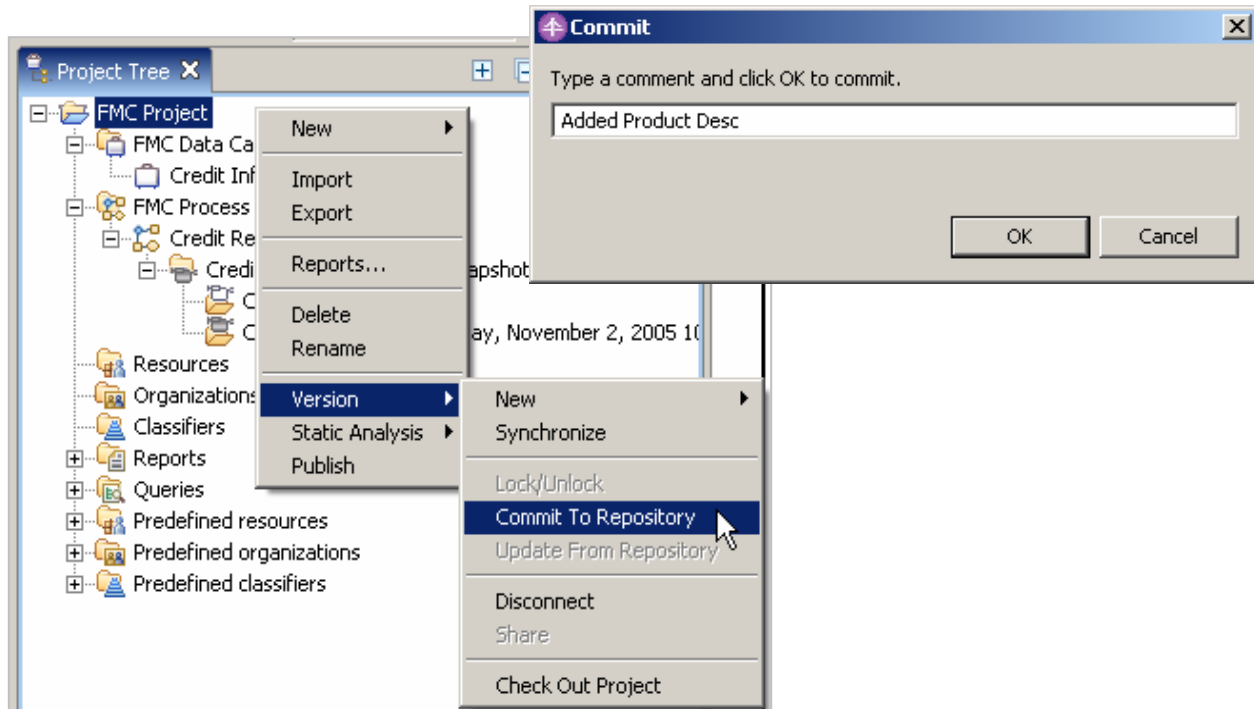 Commit
Type a comment and click OK to commit.
Added Product Desc
OK
Cancel
Project Tree
FMC Project
FMC Data Ca
Credit Inf
FMC Process
Credit Re
Credi
apshot
C
C
ay, November 2, 2005 10
Resources
Organizations
Classifiers
Reports
Queries
Predefined resources
Predefined organizations
Predefined classifiers
New
Import
Export
Reports...
Delete
Rename
Version
Static Analysis
Publish
New
Synchronize
Lock/Unlock
Commit To Repository
Update From Repository
Disconnect
Share
Check Out Project